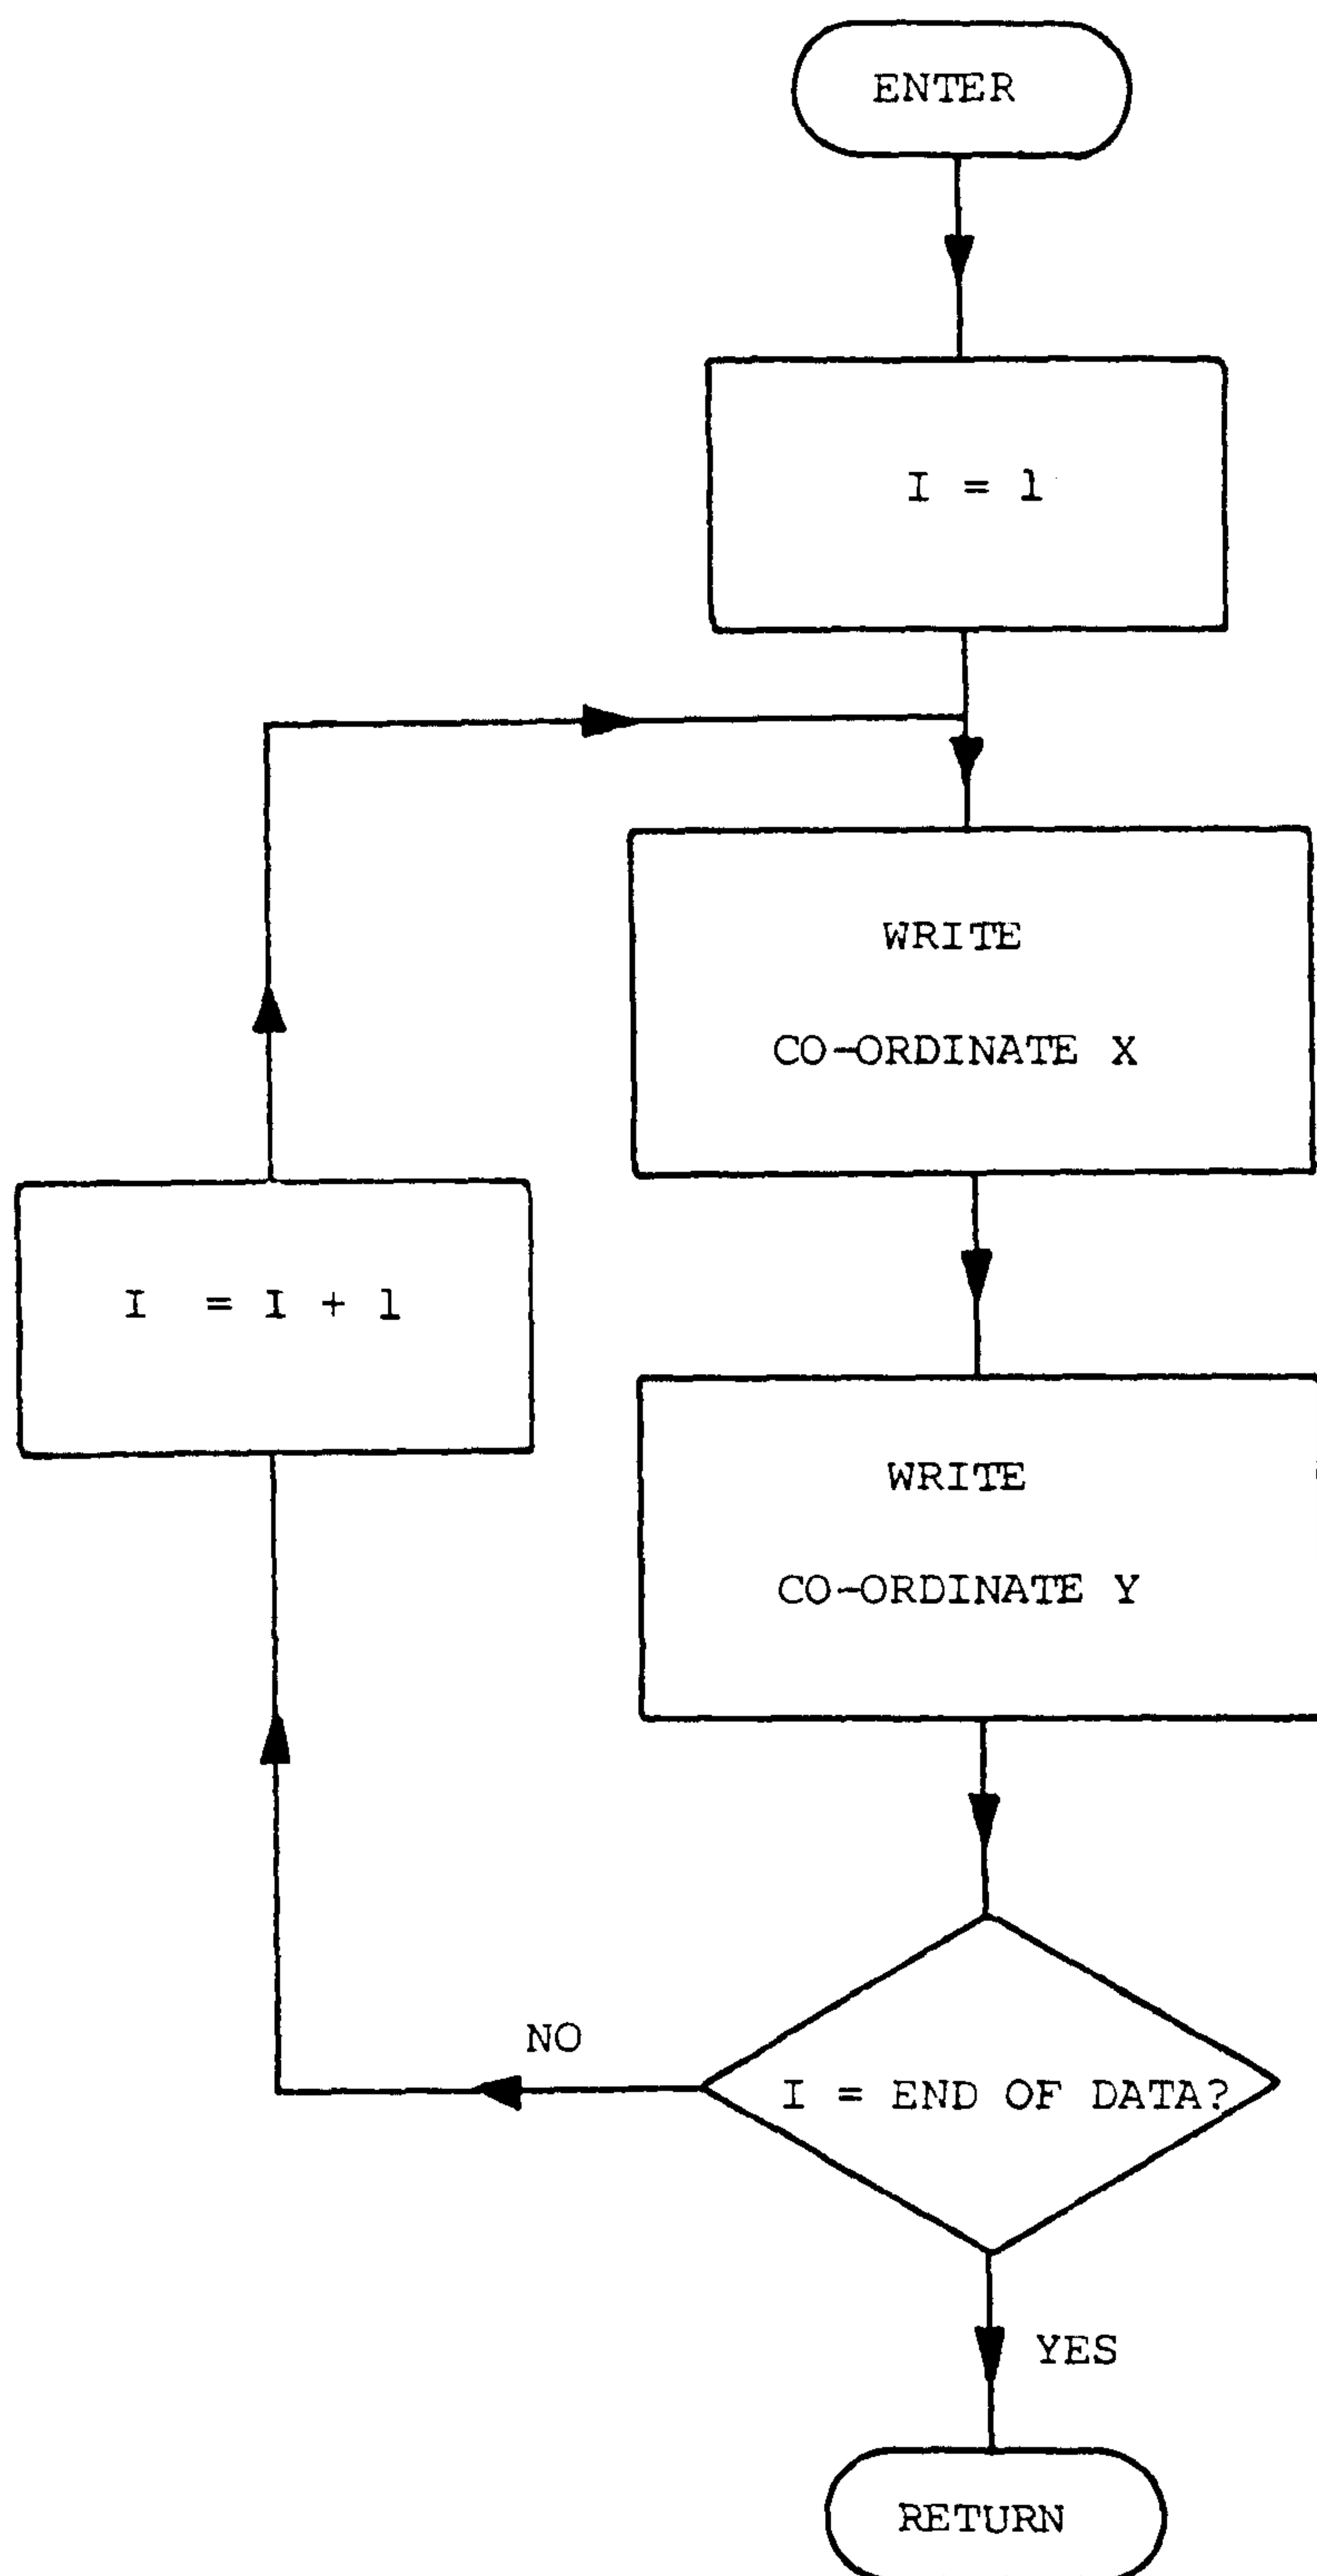 ENTER
I = 1
WRITE
CO-ORDINATE X
I = I + 1
WRITE
CO-ORDINATE Y
NO
I = END OF DATA?
YES
RETURN